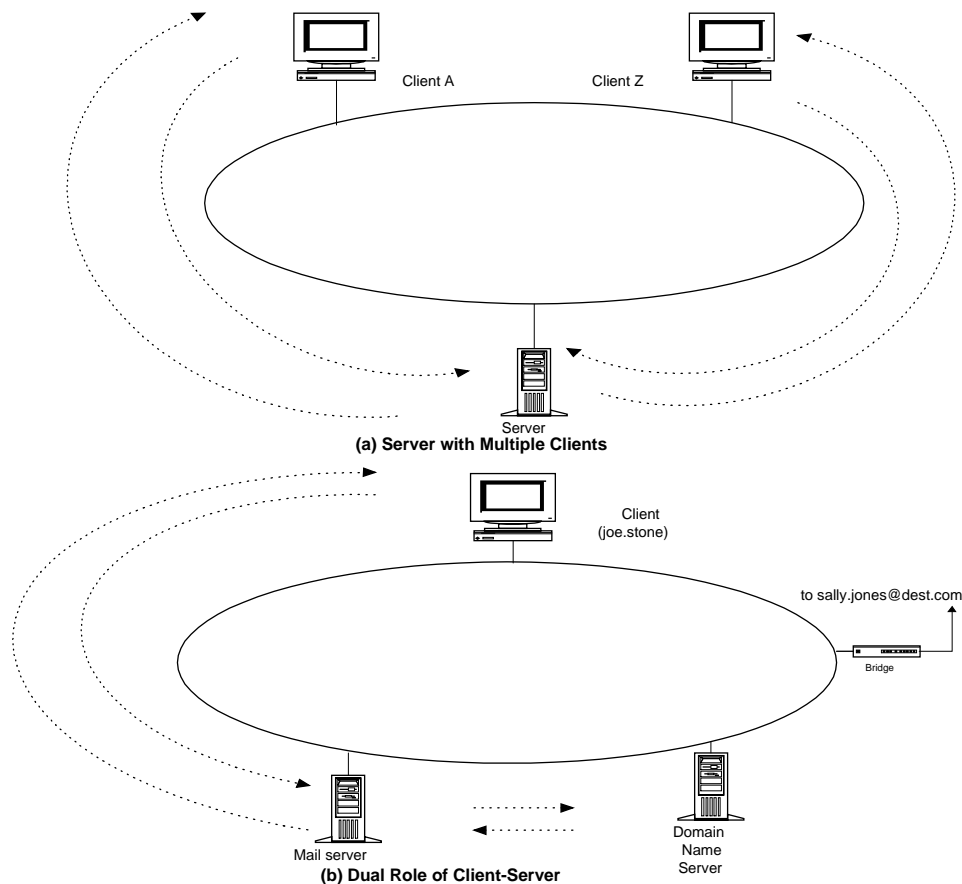 Client A
Client Z
Server
(a) Server with Multiple Clients
Client
(joe.stone)
to sally.jones@dest.com
Bridge
Mail server
Domain
Name
Server
(b) Dual Role of Client-Server